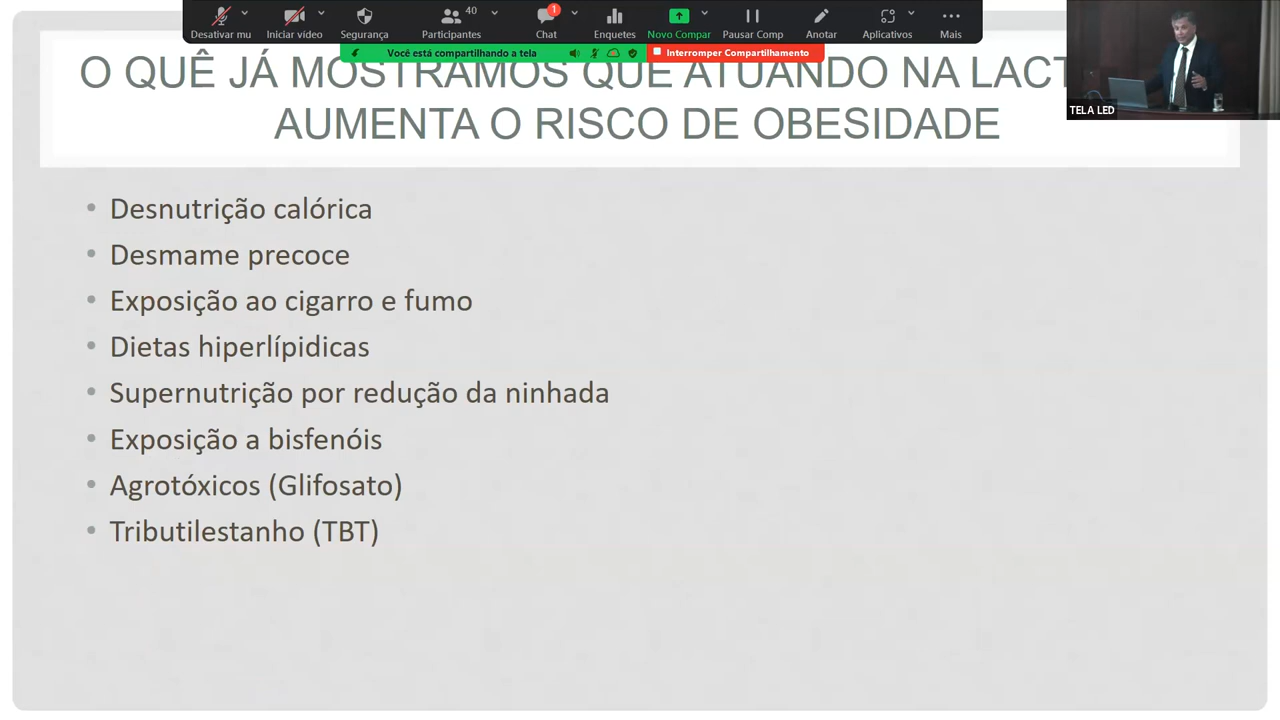 40
1
Desativar mu
Iniciar vídeo
Segurança
Participantes
Chat
Enquetes
Novo Compar
Pausar Comp
Anotar
Aplicativos
Mais
Você está compartilhando a tela
Interromper Compartilhamento
O QUÊ JÁ MOSTRAMOS QUE ATUANDO NA
AUMENTA O RISCO DE OBESIDADE
TELA LED
• Desnutrição calórica
• Desmame precoce
• Exposição ao cigarro e fumo
• Dietas hiperlípidicas
• Supernutrição por redução da ninhada
• Exposição a bisfenóis
• Agrotóxicos (Glifosato)
• Tributilestanho (TBT)